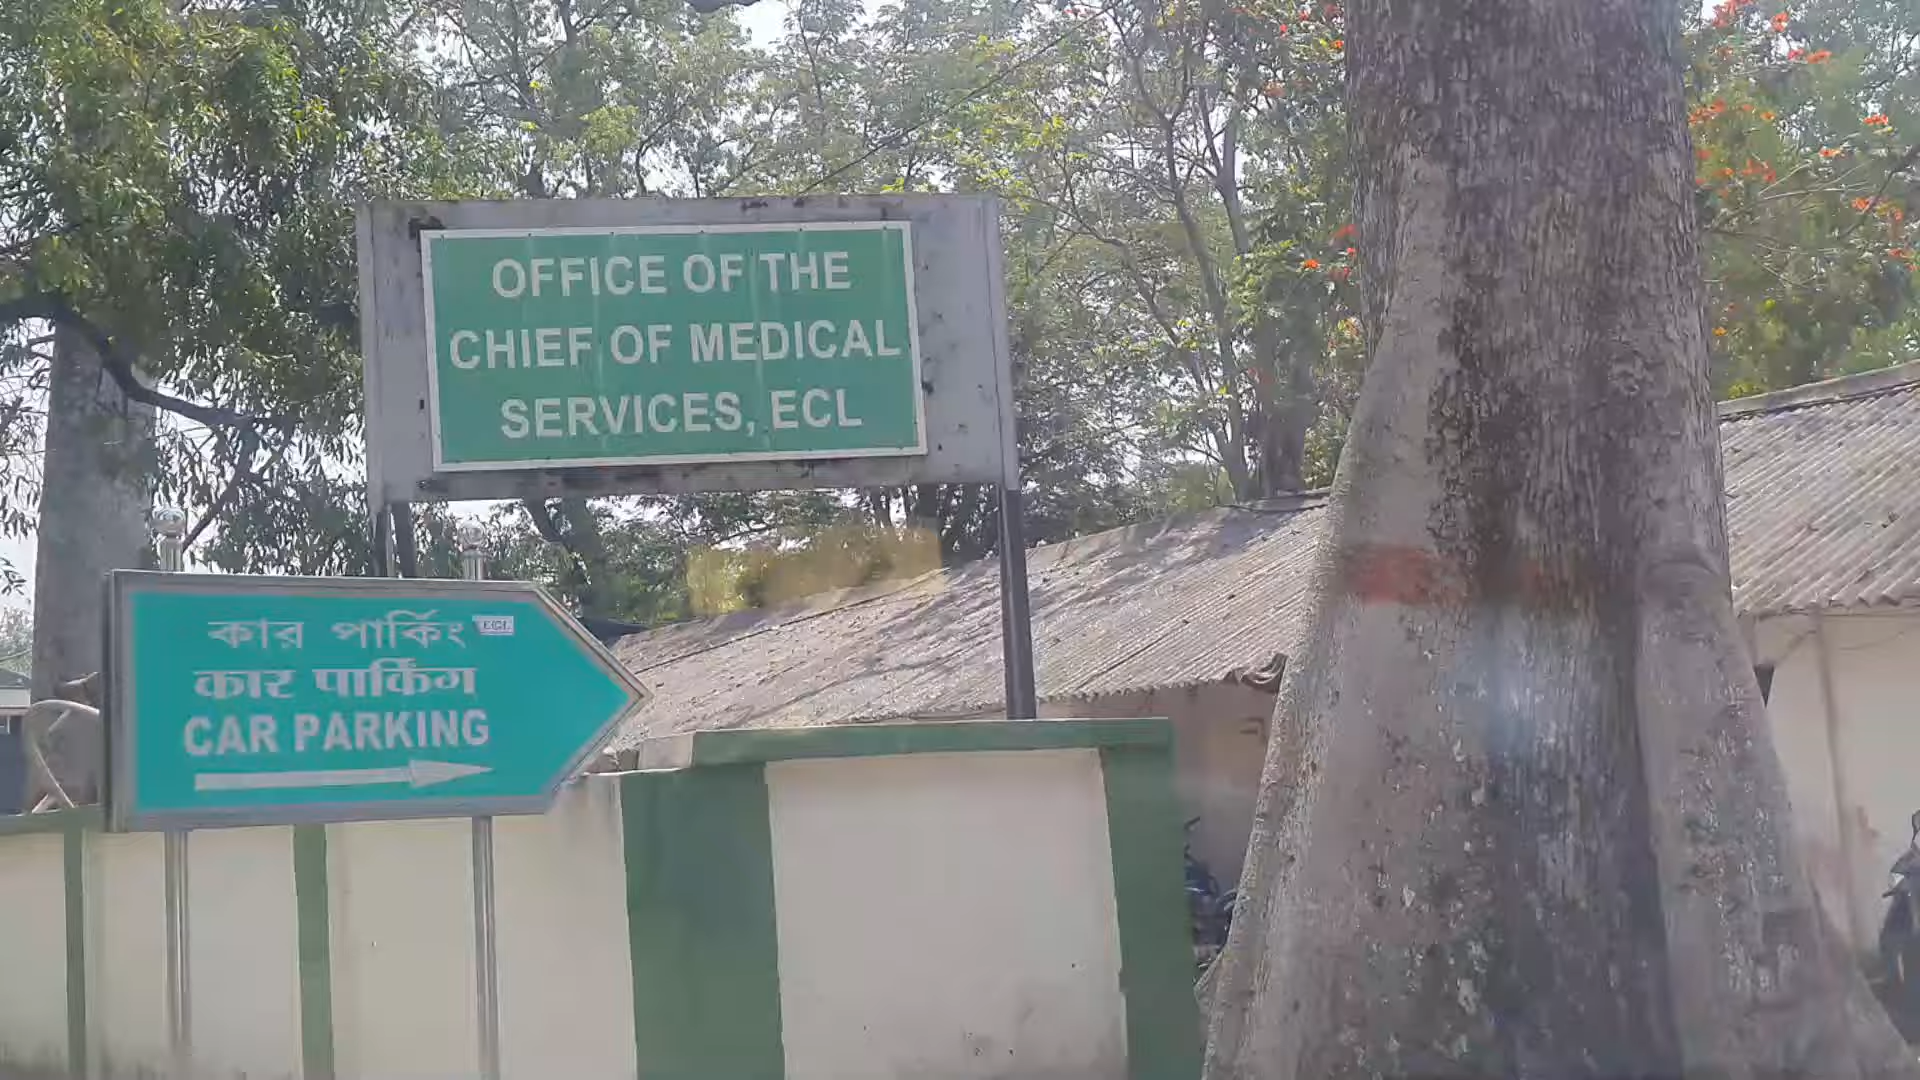 OFFICE OF THE
CHIEF OF MEDICAL
SERVICES, ECL
কার পার্কিং
ECL
कार पार्किंग
CAR PARKING